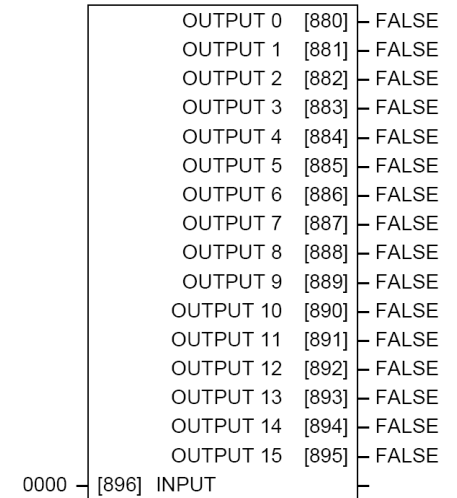 OUTPUT 0 [880] – FALSE
OUTPUT 1 [881] – FALSE
OUTPUT 2 [882] – FALSE
OUTPUT 3 [883] – FALSE
OUTPUT 4 [884] – FALSE
OUTPUT 5 [885] – FALSE
OUTPUT 6 [886] – FALSE
OUTPUT 7 [887] – FALSE
OUTPUT 8 [888] – FALSE
OUTPUT 9 [889] – FALSE
OUTPUT 10 [890] – FALSE
OUTPUT 11 [891] – FALSE
OUTPUT 12 [892] – FALSE
OUTPUT 13 [893] – FALSE
OUTPUT 14 [894] – FALSE
OUTPUT 15 [895] – FALSE
0000 – [896] INPUT –